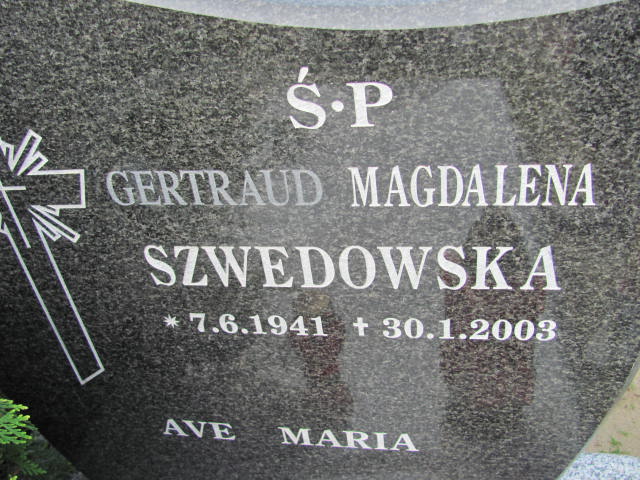 Ś.P
GERTRAUD MAGDALENA
SZWEDOWSKA
* 7.6.1941 † 30.1.2003
AVE MARIA